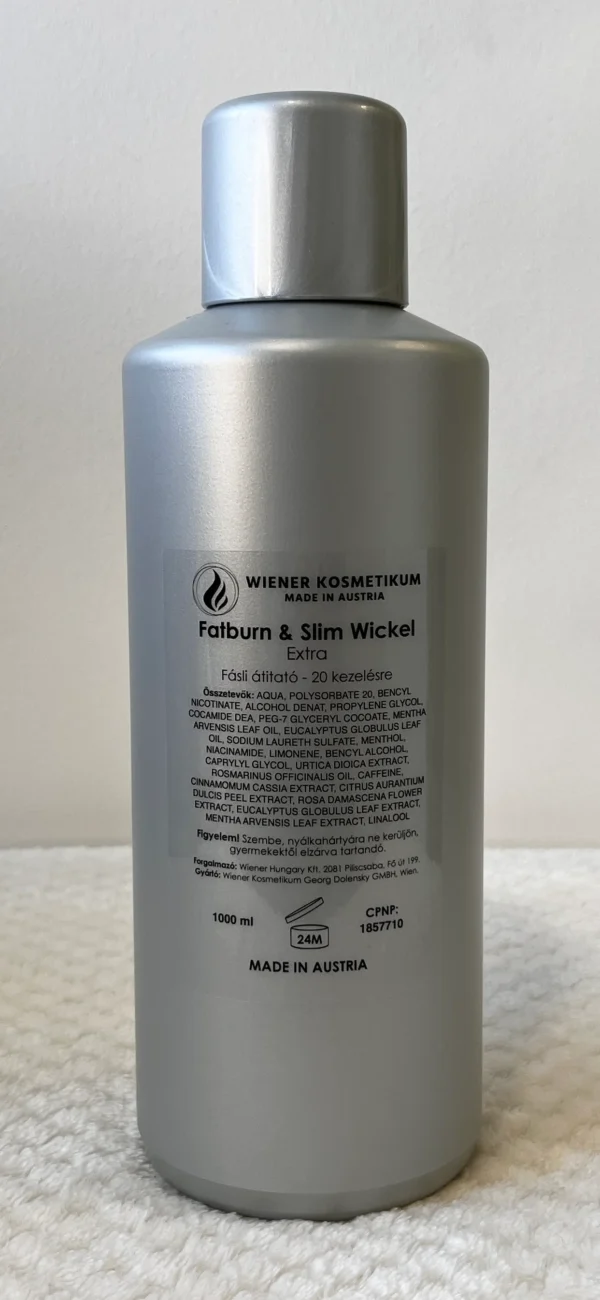 WIENER KOSMETIKUM
MADE IN AUSTRIA
Fatburn & Slim Wickel
Extra
Fásli átitató - 20 kezelésre
Összetevők: AQUA, POLYSORBATE 20, BENCYL
NICOTINATE, ALCOHOL DENAT, PROPYLENE GLYCOL,
COCAMIDE DEA, PEG-7 GLYCERYL COCOATE, MENTHA
ARVENSIS LEAF OIL, EUCALYPTUS GLOBULUS LEAF
OIL, SODIUM LAURETH SULFATE, MENTHOL,
NIACINAMIDE, LIMONENE, BENCYL ALCOHOL,
CAPRYLYL GLYCOL, URTICA DIOICA EXTRACT,
ROSMARINUS OFFICINALIS OIL, CAFFEINE,
CINNAMOMUM CASSIA EXTRACT, CITRUS AURANTIUM
DULCIS PEEL EXTRACT, ROSA DAMASCENA FLOWER
EXTRACT, EUCALYPTUS GLOBULUS LEAF EXTRACT,
MENTHA ARVENSIS LEAF EXTRACT, LINALOOL
Figyelem! Szembe, nyálkahártyára ne kerüljön,
gyermekektől elzárva tartandó.
Forgalmazó: Wiener Hungary Kft. 2081 Piliscsaba, Fő út 199.
Gyártó: Wiener Kosmetikum Georg Dolensky GMBH, Wien.
1000 ml
24M
CPNP:
1857710
MADE IN AUSTRIA